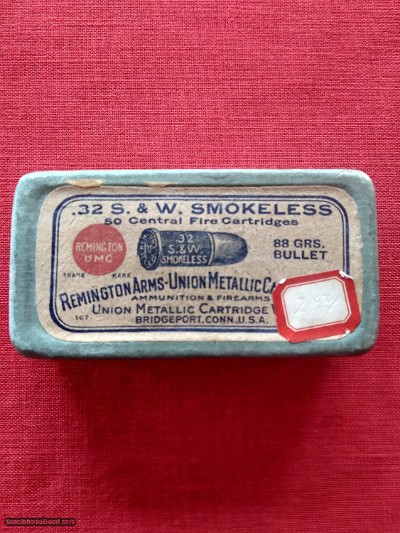 .32 S. & W. SMOKELESS
50 Central Fire Cartridges
REMINGTON
UMC
TRADE MARK
.32
S.&W.
SMOKELESS
88 GRS.
BULLET
REMINGTON ARMS-UNION METALLIC
AMMUNITION & FIREARMS
UNION METALLIC CARTRIDGE
BRIDGEPORT, CONN., U.S.A.
167